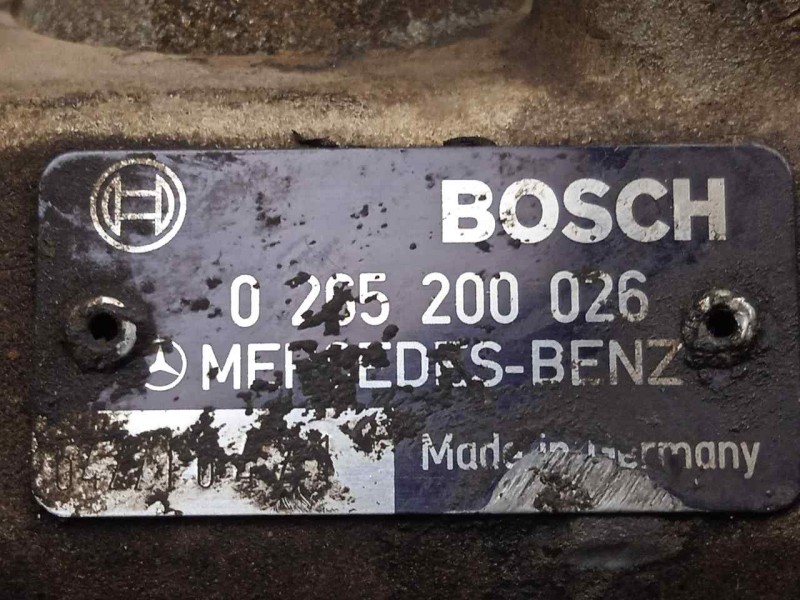 BOSCH
0 265 200 026
MERCEDES-BENZ
Made in Germany